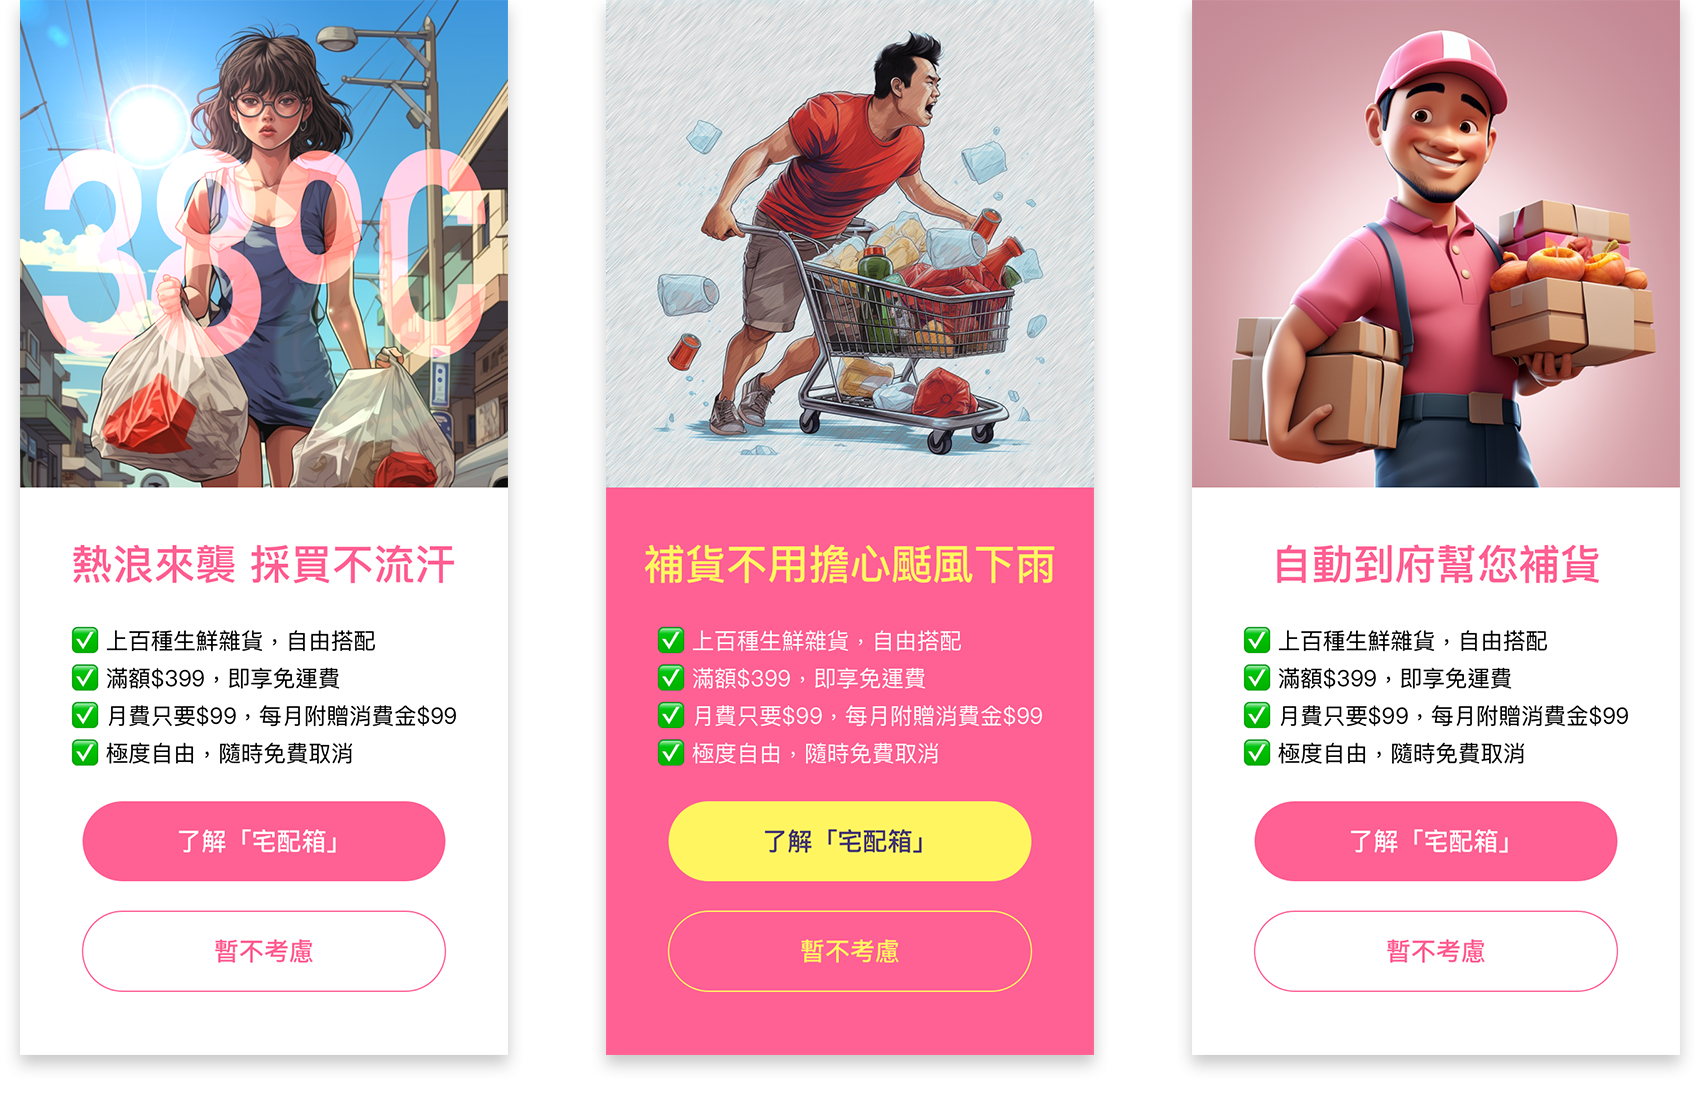 38°C
熱浪來襲 採買不流汗
上百種生鮮雜貨，自由搭配
滿額$399，即享免運費
月費只要$99，每月附贈消費金$99
極度自由，隨時免費取消
了解「宅配箱」
暫不考慮
補貨不用擔心颳風下雨
上百種生鮮雜貨，自由搭配
滿額$399，即享免運費
月費只要$99，每月附贈消費金$99
極度自由，隨時免費取消
了解「宅配箱」
暫不考慮
自動到府幫您補貨
上百種生鮮雜貨，自由搭配
滿額$399，即享免運費
月費只要$99，每月附贈消費金$99
極度自由，隨時免費取消
了解「宅配箱」
暫不考慮